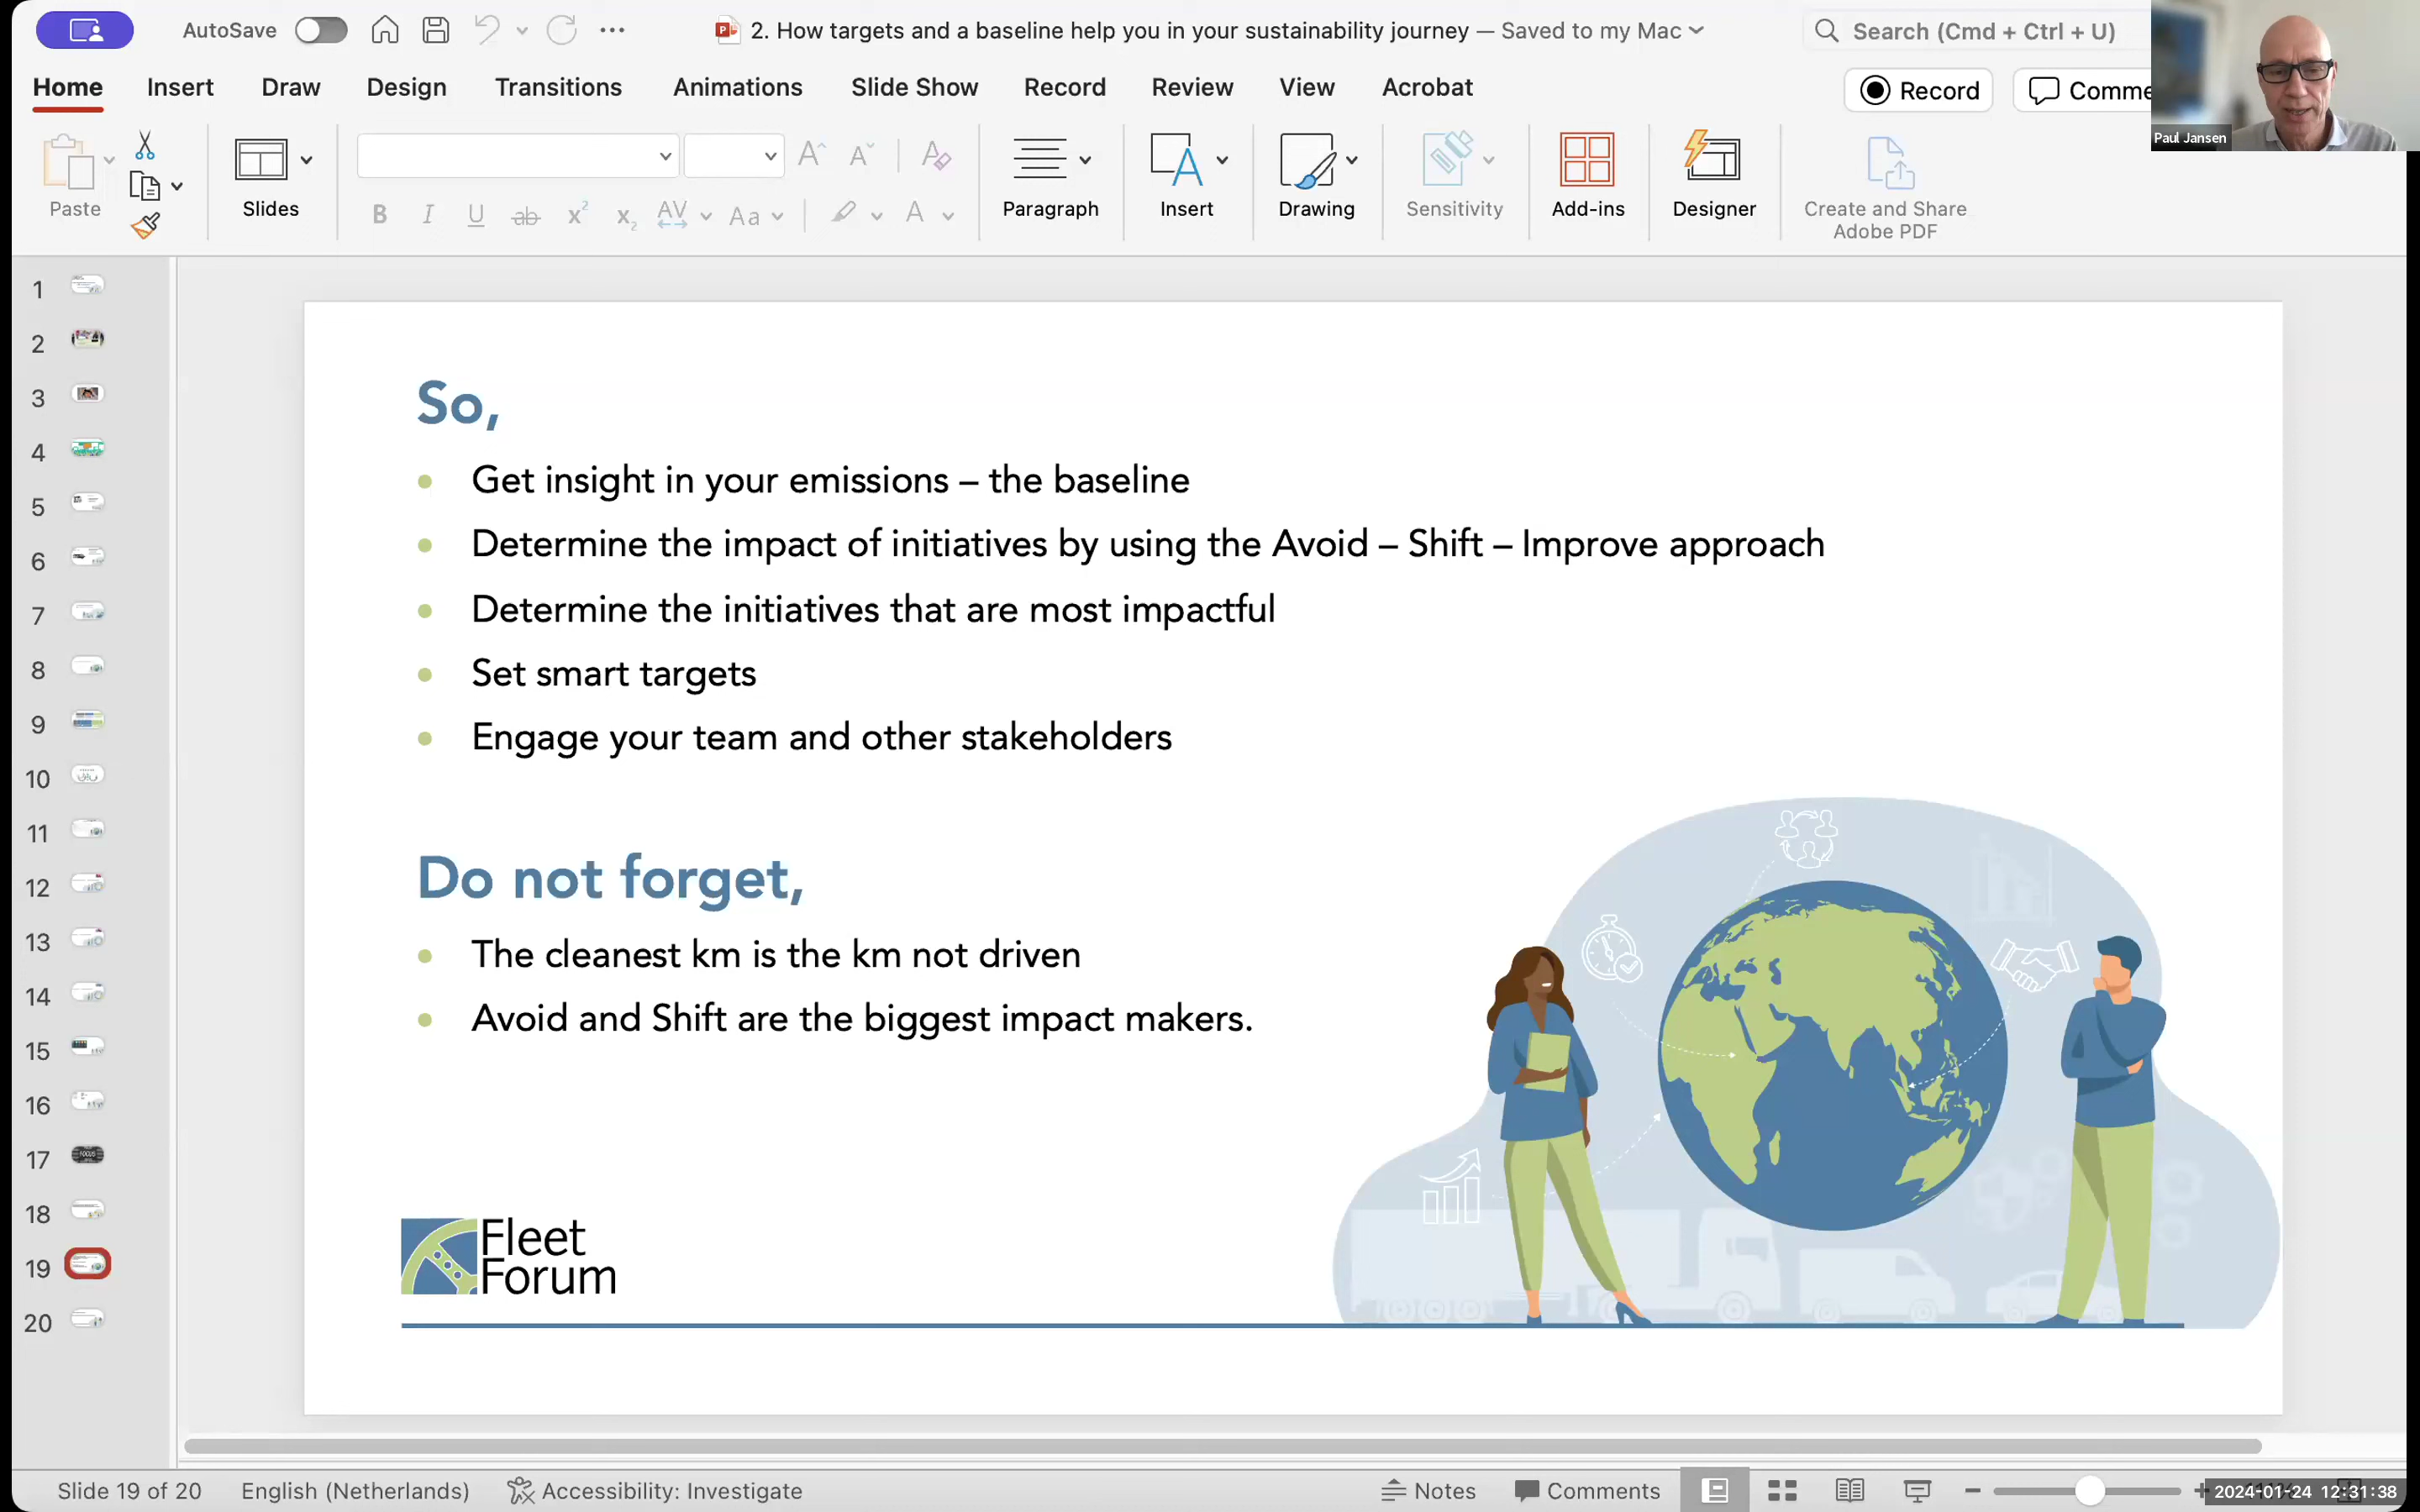 AutoSave
2. How targets and a baseline help you in your sustainability journey — Saved to my Mac
Search (Cmd + Ctrl + U)
Home Insert Draw Design Transitions Animations Slide Show Record Review View Acrobat
Record
Comme
Paul Jansen
Paste
Slides
Paragraph
Insert
Drawing
Sensitivity
Add-ins
Designer
Create and Share
Adobe PDF
1
2
3
4
5
6
7
8
9
10
11
12
13
14
15
16
17
FOCUS
18
19
20
So,
Get insight in your emissions – the baseline
Determine the impact of initiatives by using the Avoid – Shift – Improve approach
Determine the initiatives that are most impactful
Set smart targets
Engage your team and other stakeholders
Do not forget,
The cleanest km is the km not driven
Avoid and Shift are the biggest impact makers.
Fleet
Forum
Slide 19 of 20
English (Netherlands)
Accessibility: Investigate
Notes
Comments
2024-01-24 12:31:38